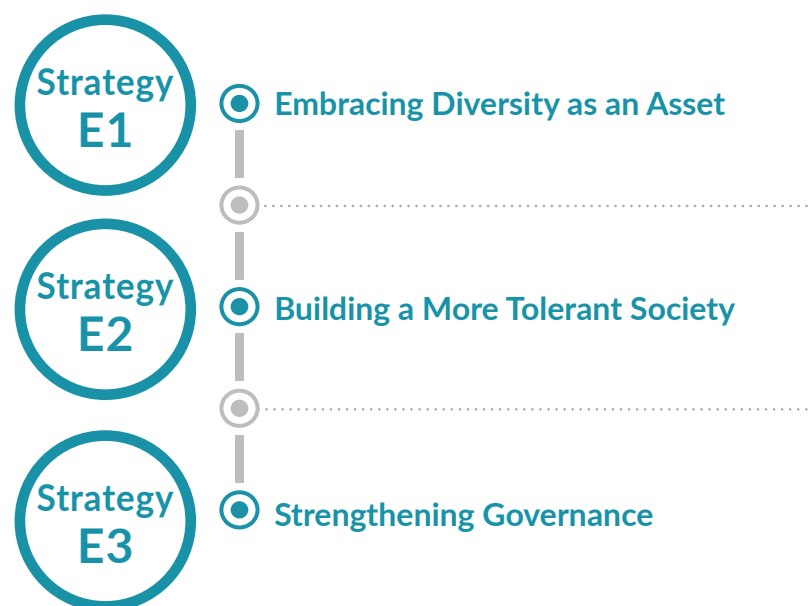 Strategy
E1
Embracing Diversity as an Asset
Strategy
E2
Building a More Tolerant Society
Strategy
E3
Strengthening Governance